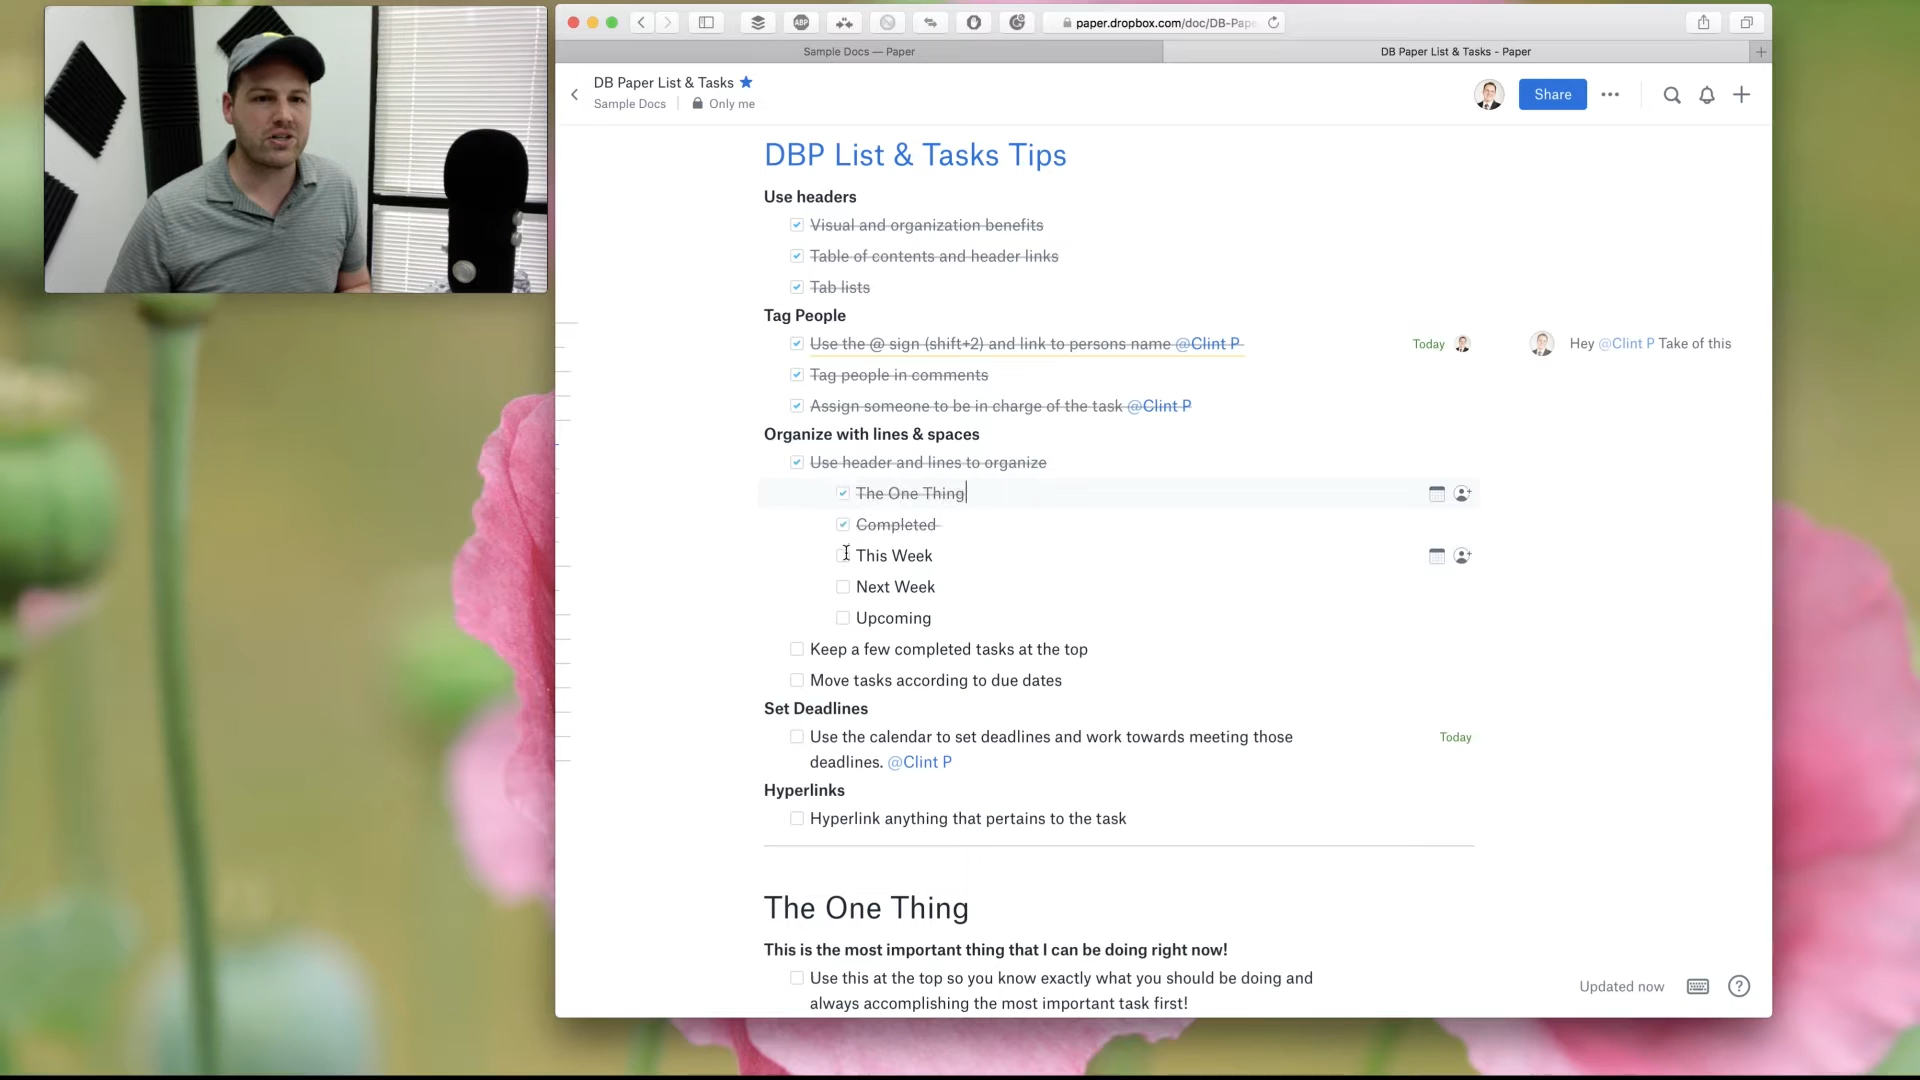 ABP
paper.dropbox.com/doc/DB-Pape
Sample Docs — Paper
DB Paper List & Tasks - Paper
DB Paper List & Tasks
Sample Docs
Only me
Share
DBP List & Tasks Tips
Use headers
Visual and organization benefits
Table of contents and header links
Tab lists
Tag People
Use the @ sign (shift+2) and link to persons name @Clint P
Today
Hey @Clint P Take of this
Tag people in comments
Assign someone to be in charge of the task @Clint P
Organize with lines & spaces
Use header and lines to organize
The One Thing
Completed
This Week
Next Week
Upcoming
Keep a few completed tasks at the top
Move tasks according to due dates
Set Deadlines
Use the calendar to set deadlines and work towards meeting those
Today
deadlines. @Clint P
Hyperlinks
Hyperlink anything that pertains to the task
The One Thing
This is the most important thing that I can be doing right now!
Use this at the top so you know exactly what you should be doing and
always accomplishing the most important task first!
Updated now
?